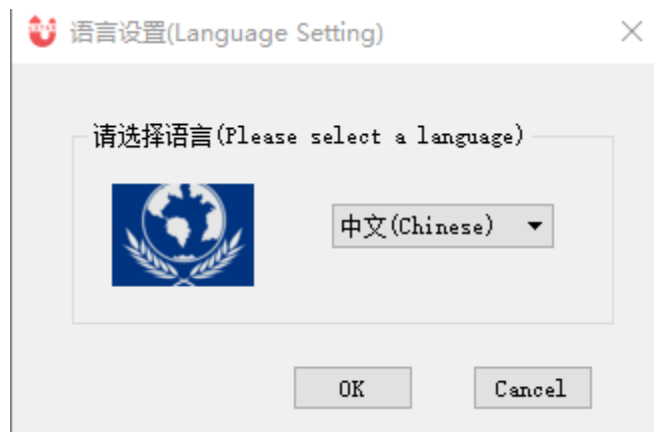 语言设置(Language Setting)
请选择语言(Please select a language)
中文(Chinese)
OK Cancel